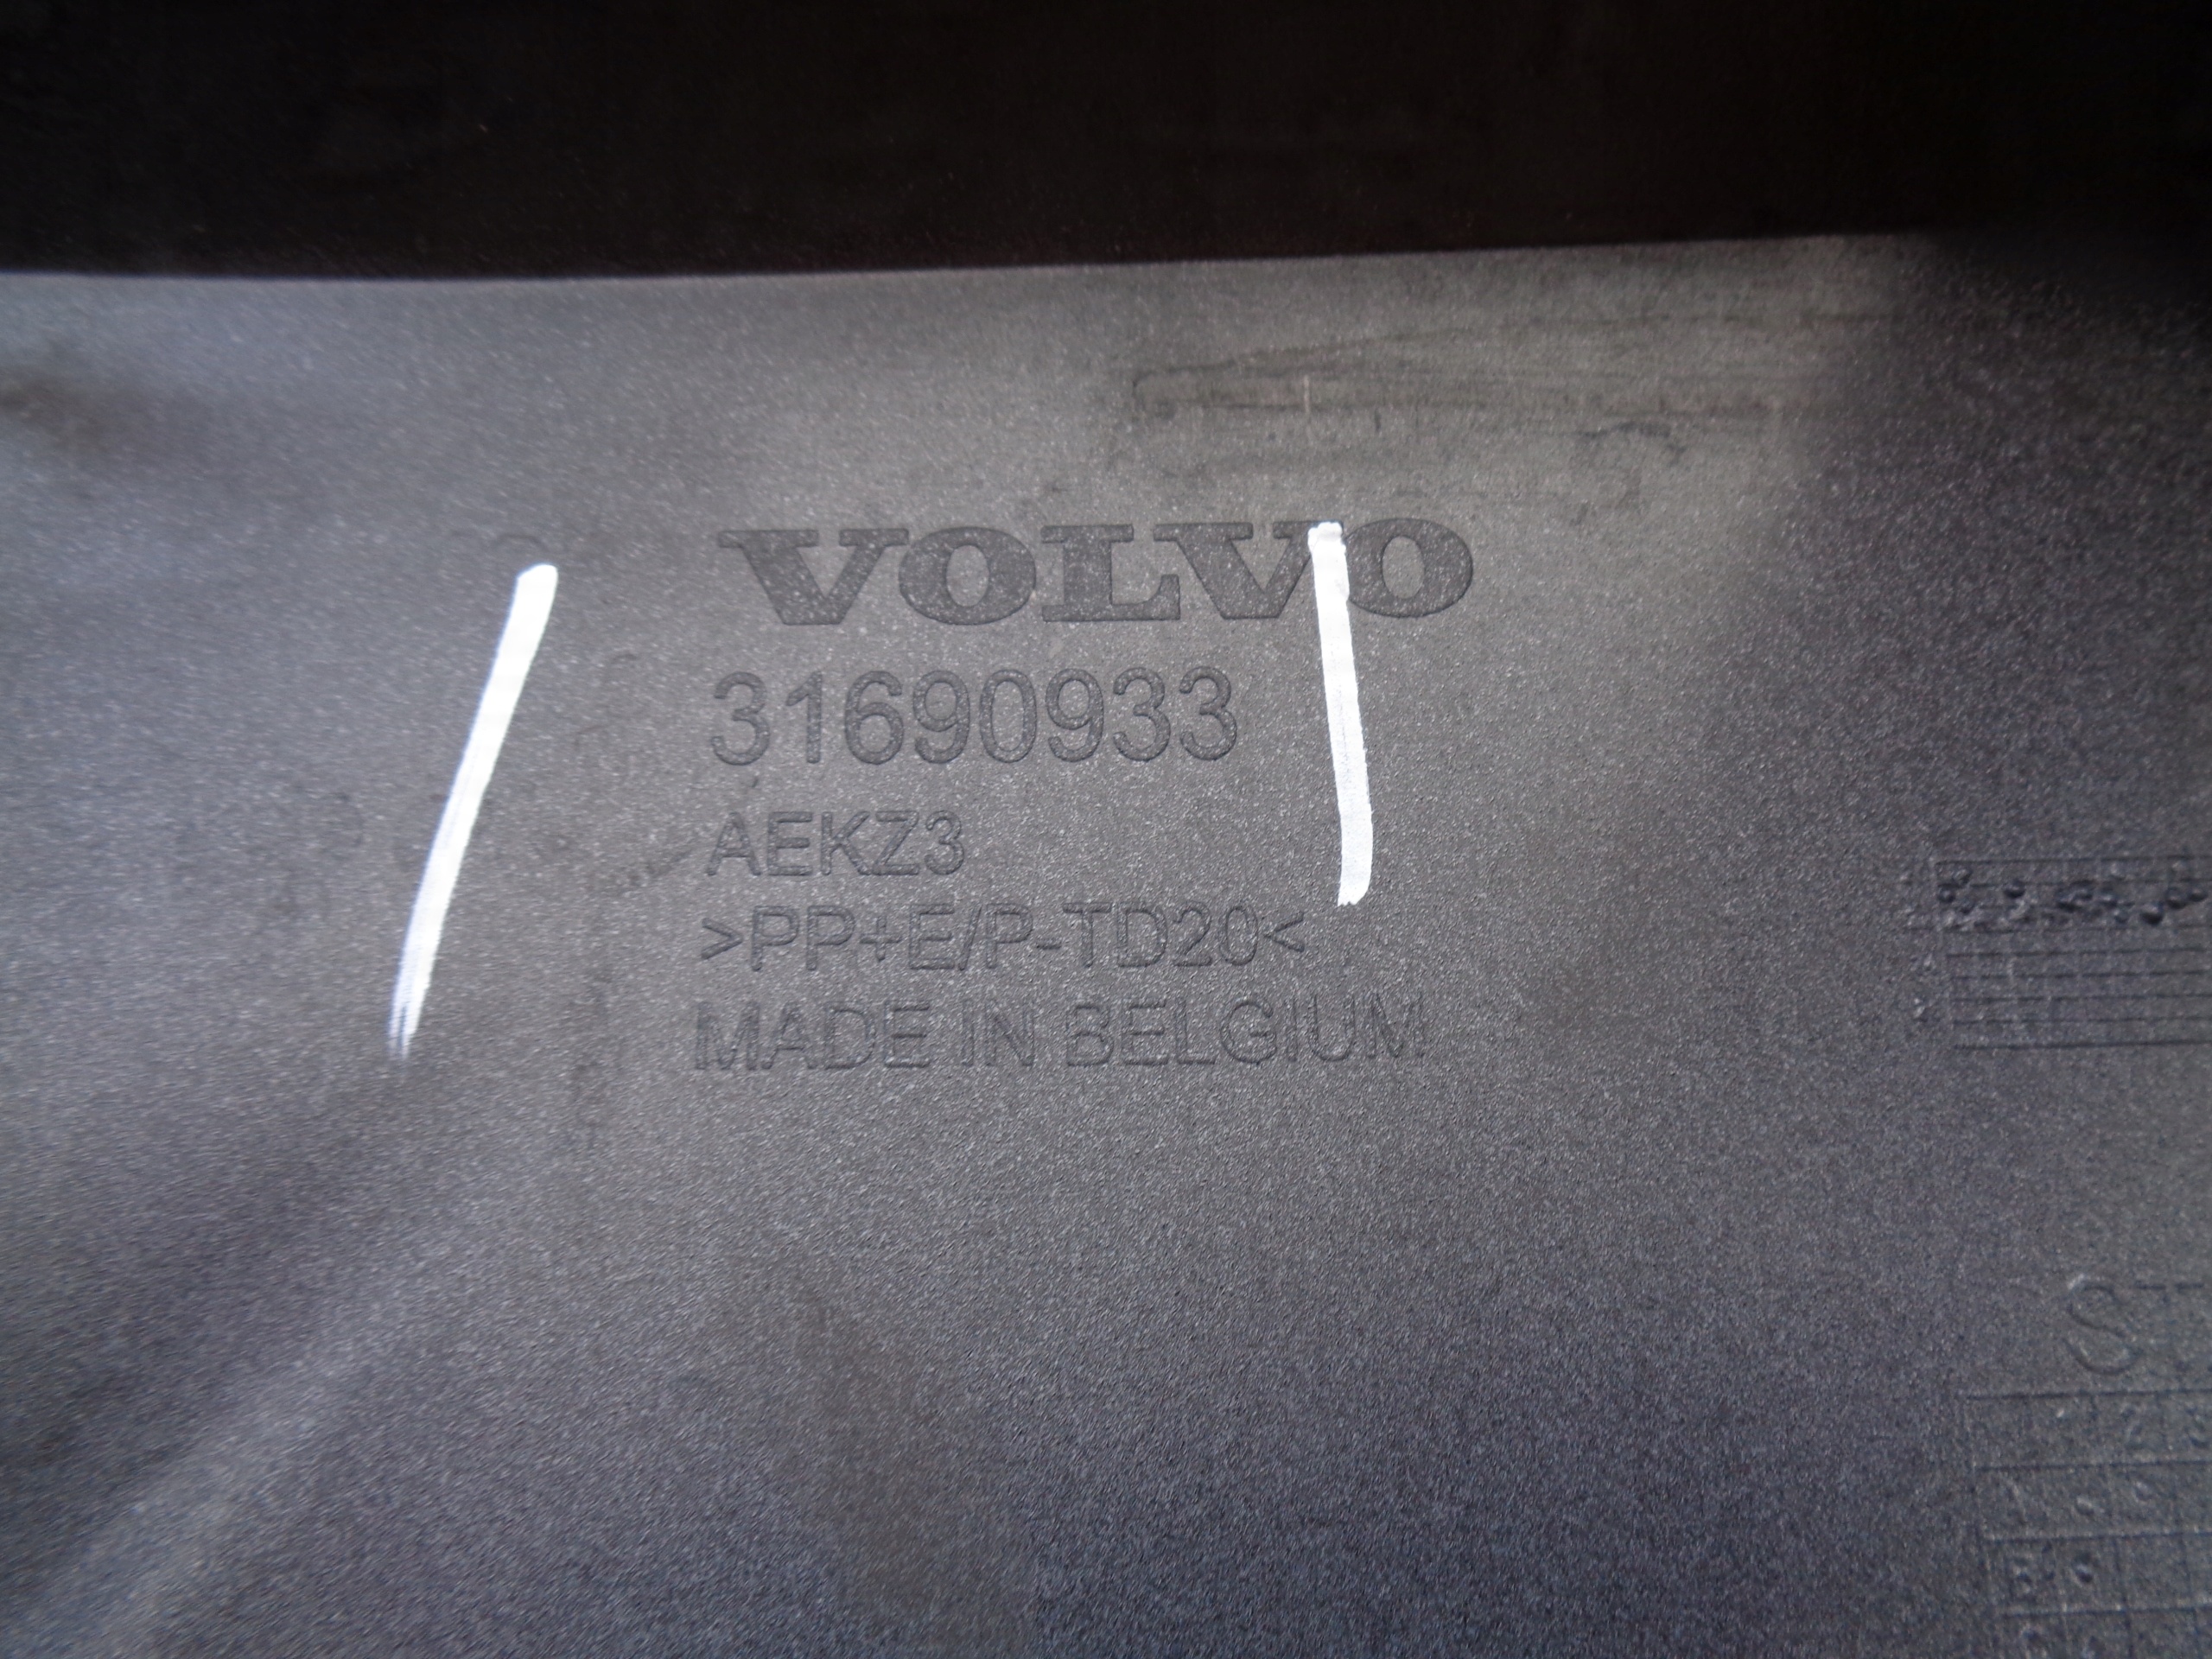 VOLVO
31690933
AEKZ3
>PP+E/P-TD20<
MADE IN BELGIUM